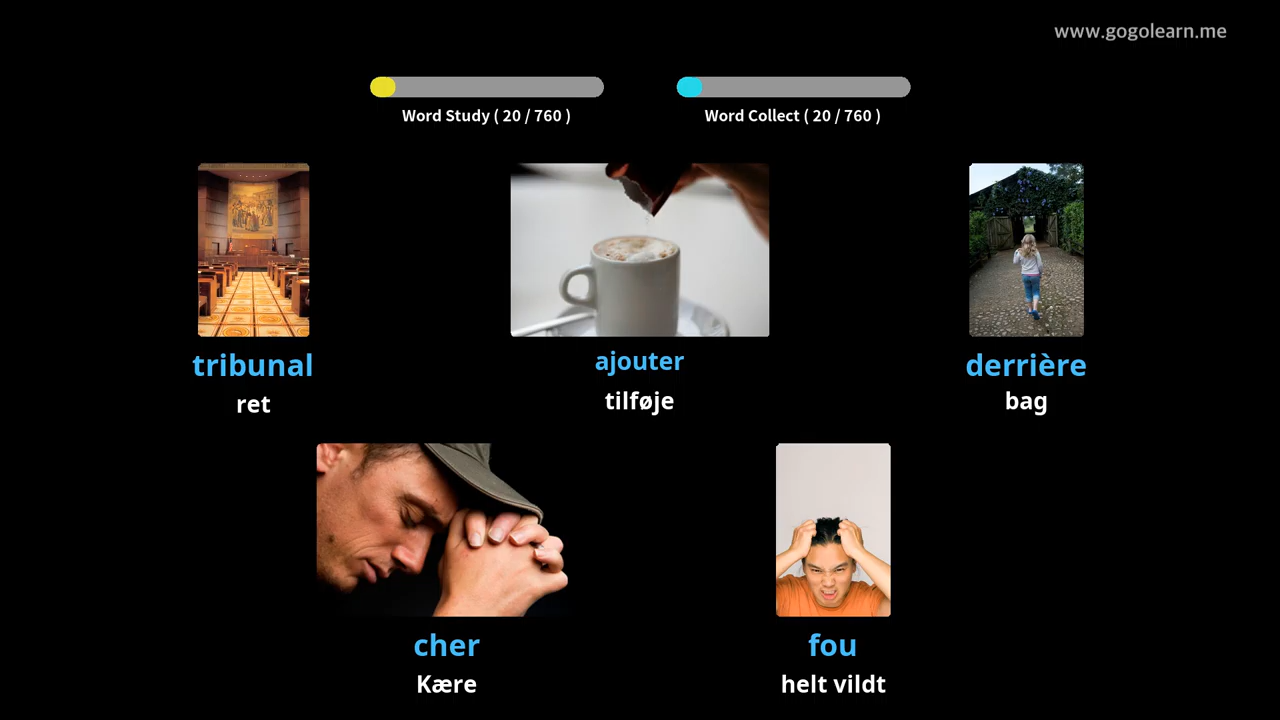 www.gogolearn.me
Word Study ( 20 / 760 )
Word Collect ( 20 / 760 )
tribunal
ret
ajouter
tilføje
derrière
bag
cher
Kære
fou
helt vildt